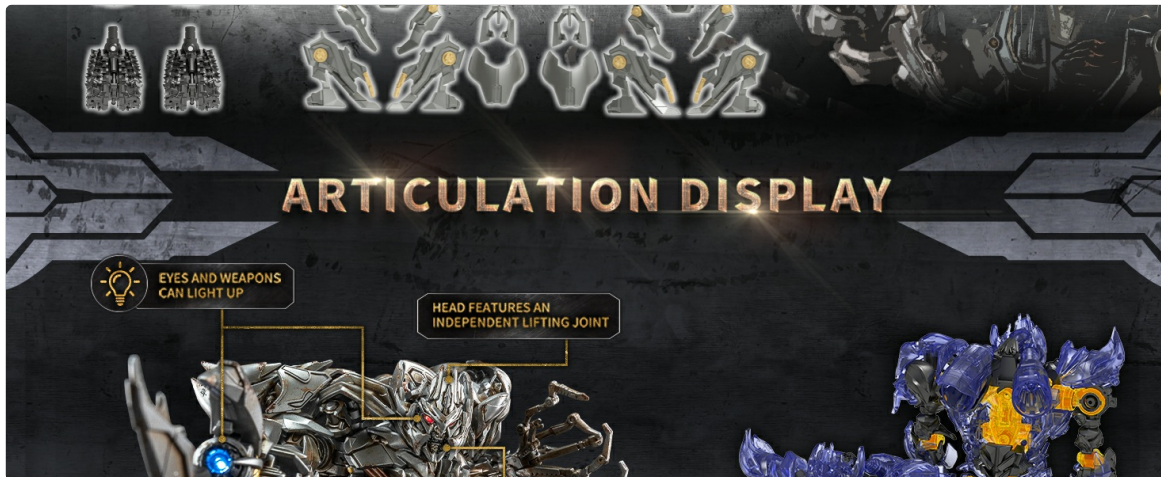 ARTICULATION DISPLAY
EYES AND WEAPONS
CAN LIGHT UP
HEAD FEATURES AN
INDEPENDENT LIFTING JOINT